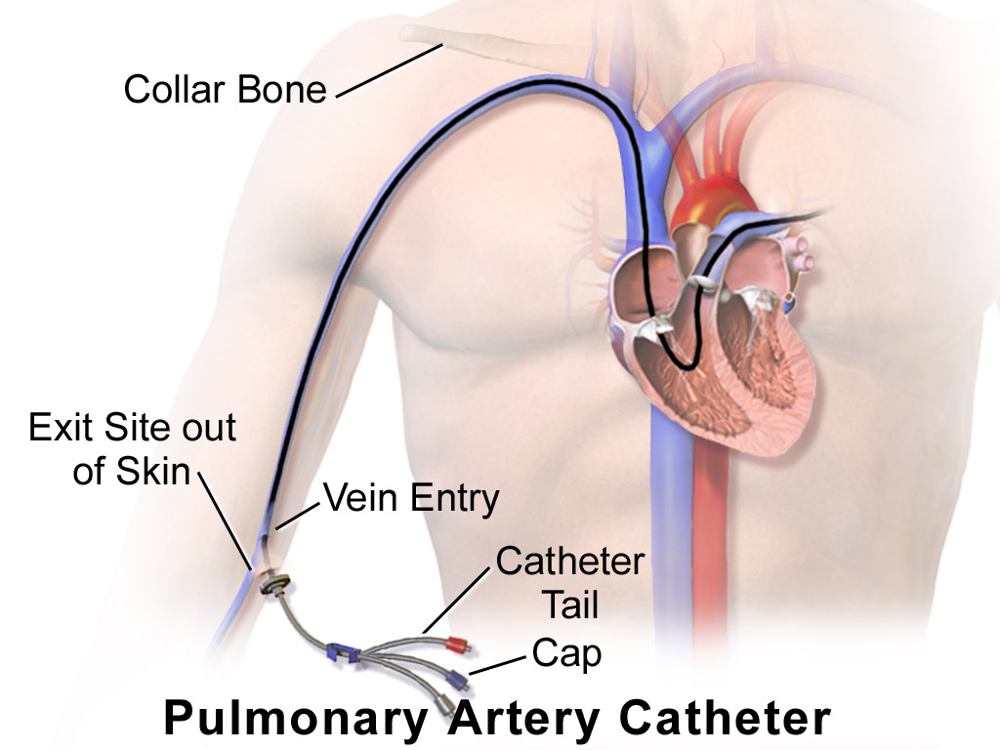 Collar Bone
Exit Site out
of Skin
Vein Entry
Catheter
Tail
Cap
Pulmonary Artery Catheter